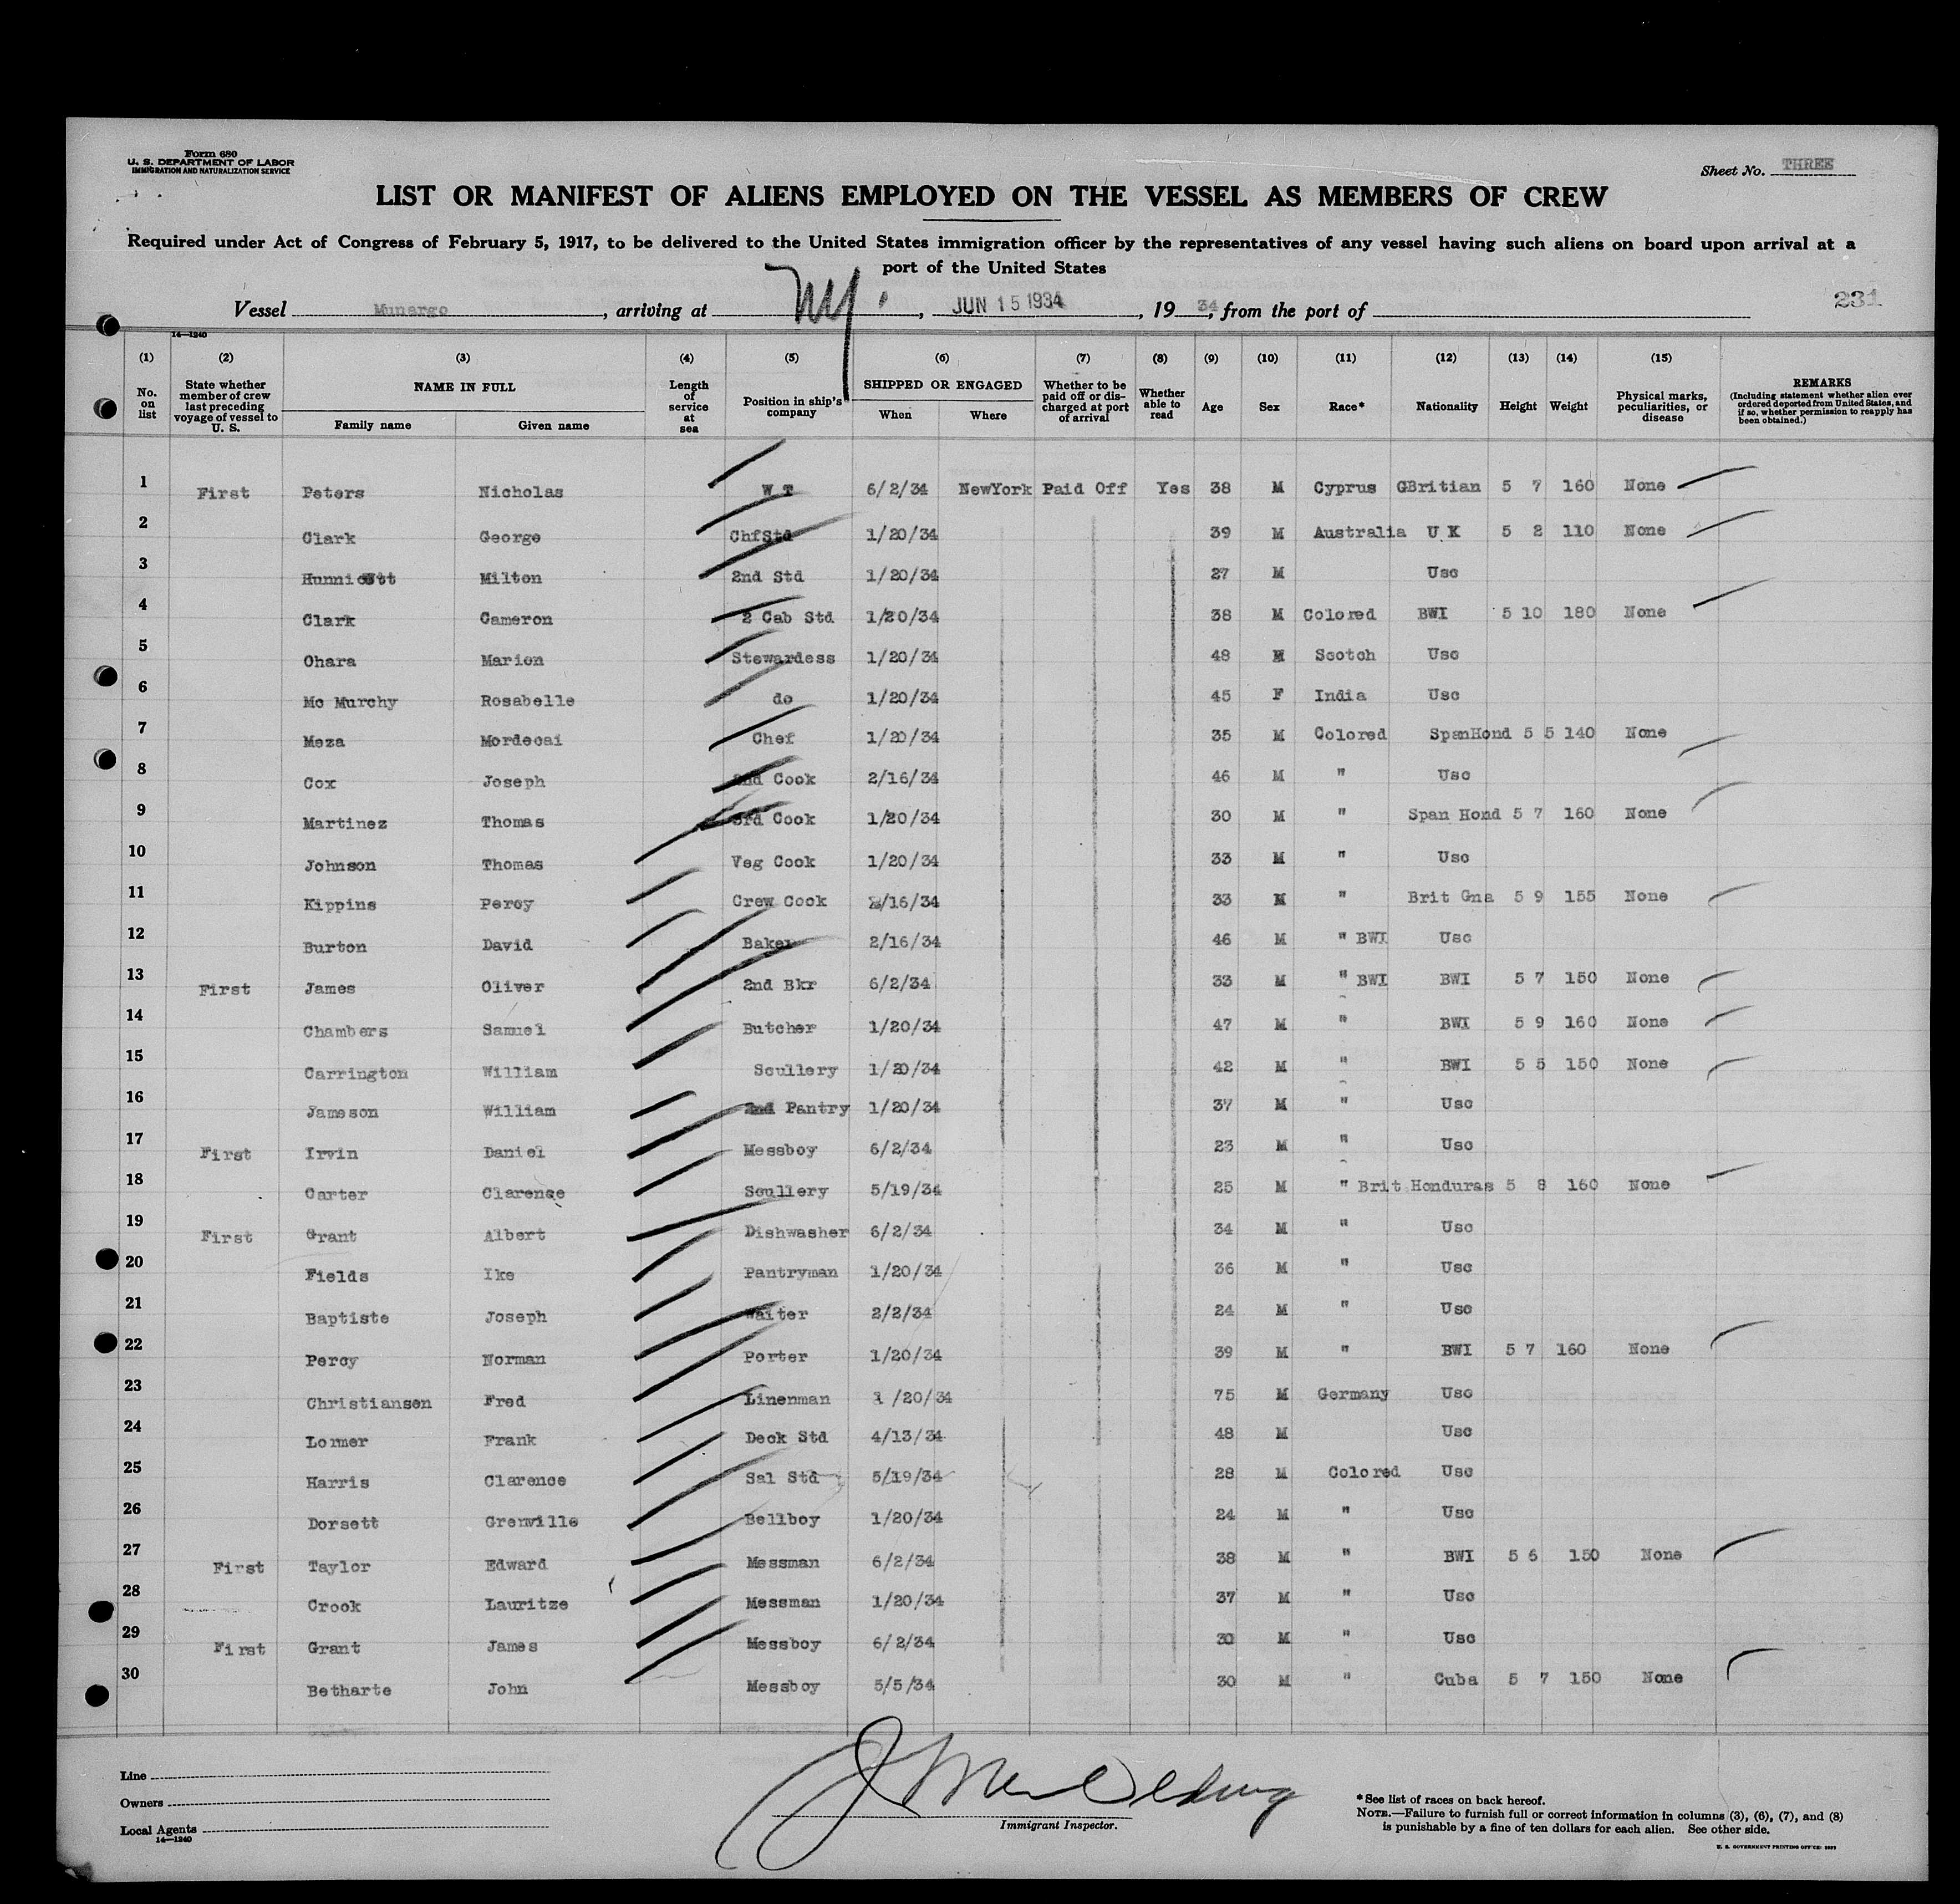 Form 680
U. S. DEPARTMENT OF LABOR
IMMIGRATION AND NATURALIZATION SERVICE
Sheet No. THREE
LIST OR MANIFEST OF ALIENS EMPLOYED ON THE VESSEL AS MEMBERS OF CREW
Required under Act of Congress of February 5, 1917, to be delivered to the United States immigration officer by the representatives of any vessel having such aliens on board upon arrival at a
port of the United States
Vessel Munargo, arriving at NY, JUN 15 1934, 19 34, from the port of 231
14—1240
(1) (2) (3) (4) (5) (6) (7) (8) (9) (10) (11) (12) (13) (14) (15)
No. on list State whether member of crew last preceding voyage of vessel to U. S. NAME IN FULL Family name Given name Length of service at sea Position in ship's company SHIPPED OR ENGAGED When Where Whether to be paid off or discharged at port of arrival Whether able to read Age Sex Race* Nationality Height Weight Physical marks, peculiarities, or disease REMARKS (Including statement whether alien ever ordered deported from United States, and if so, whether permission to reapply has been obtained.)
1 First Peters Nicholas W T 6/2/34 NewYork Paid Off Yes 38 M Cyprus GBritian 5 7 160 None
2 Clark George ChfStd 1/20/34 39 M Australia U K 5 2 110 None
3 Milton 2nd Std 1/20/34 27 M Usc
4 Clark Cameron 2 Cab Std 1/20/34 38 M Colored BWI 5 10 180 None
5 Ohara Marion Stewardess 1/20/34 48 Scotch Usc
6 Mc Murchy Rosabelle do 1/20/34 45 F India Usc
7 Meza Mordecai Chef 1/20/34 35 M Colored SpanHond 5 5 140 None
8 Cox Joseph 2nd Cook 2/16/34 46 M " Usc
9 Martinez Thomas 3rd Cook 1/20/34 30 M " Span Hond 5 7 160 None
10 Johnson Thomas Veg Cook 1/20/34 33 M " Usc
11 Kippins Percy Crew Cook 2/16/34 33 M " Brit Gna 5 9 155 None
12 Burton David Baker 2/16/34 46 M " BWI Usc
13 First James Oliver 2nd Bkr 6/2/34 33 M " BWI BWI 5 7 150 None
14 Chambers Samuel Butcher 1/20/34 47 M " BWI 5 9 160 None
15 Carrington William Scullery 1/20/34 42 M " BWI 5 5 150 None
16 Jameson William 2nd Pantry 1/20/34 37 M " Usc
17 First Irvin Daniel Messboy 6/2/34 23 M " Usc
18 Carter Clarence Scullery 5/19/34 25 M " Brit Honduras 5 8 160 None
19 First Grant Albert Dishwasher 6/2/34 34 M " Usc
20 Fields Ike Pantryman 1/20/34 36 M " Usc
21 Baptiste Joseph Waiter 2/2/34 24 M " Usc
22 Percy Norman Porter 1/20/34 39 M " BWI 5 7 160 None
23 Christiansen Fred Linenman 1 /20/34 75 M Germany Usc
24 Lormer Frank Deck Std 4/13/34 48 M Usc
25 Harris Clarence Sal Std 5/19/34 28 M Colored Usc
26 Dorsett Grenville Bellboy 1/20/34 24 M " Usc
27 First Taylor Edward Messman 6/2/34 38 M " BWI 5 6 150 None
28 Crook Lauritze Messman 1/20/34 37 M " Usc
29 First Grant James Messboy 6/2/34 30 M " Usc
30 Betharte John Messboy 5/5/34 30 M " Cuba 5 7 150 None
Line
Owners
Local Agents
14—1240
Immigrant Inspector.
*See list of races on back hereof.
NOTE.—Failure to furnish full or correct information in columns (3), (6), (7), and (8)
is punishable by a fine of ten dollars for each alien. See other side.